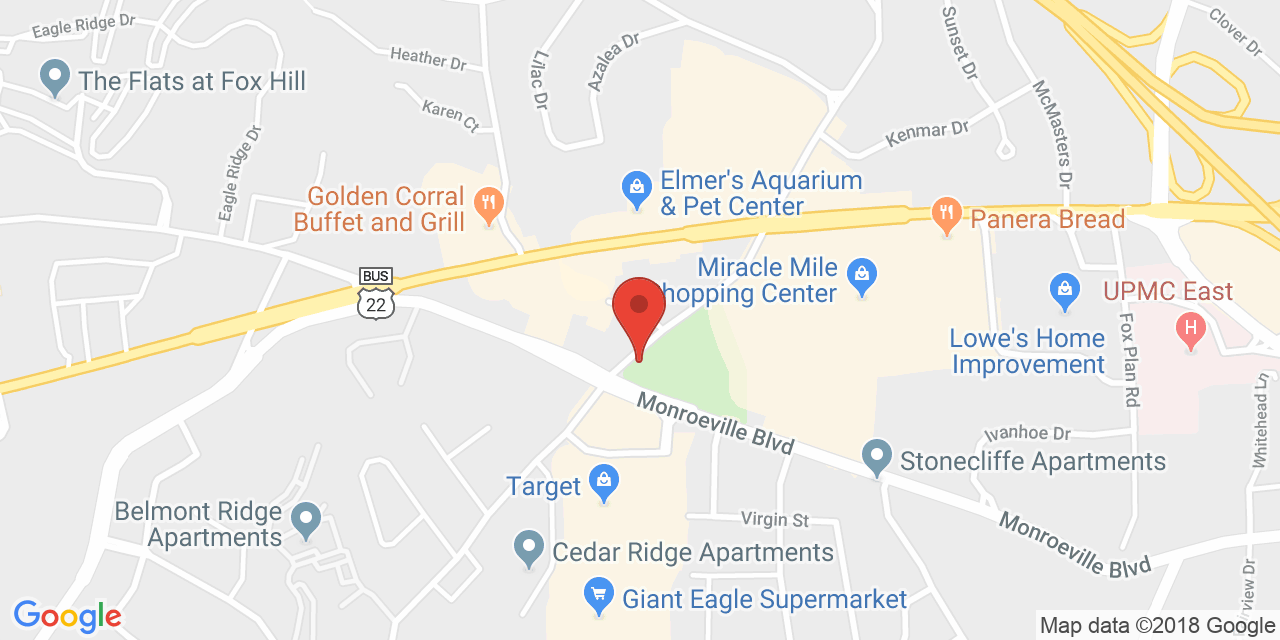 Eagle Ridge Dr
Heather Dr
Lilac Dr
Azalea Dr
Sunset Dr
Clover Dr
The Flats at Fox Hill
Karen Ct
McMasters Dr
Kenmar Dr
Eagle Ridge Dr
Golden Corral
Buffet and Grill
Elmer's Aquarium
& Pet Center
Panera Bread
BUS
22
Miracle Mile
hopping Center
UPMC East
H
Lowe's Home
Improvement
Fox Plan Rd
Whitehead Ln
Monroeville Blvd
Ivanhoe Dr
Stonecliffe Apartments
Target
Belmont Ridge
Apartments
Virgin St
Monroeville Blvd
Cedar Ridge Apartments
Giant Eagle Supermarket
rview Dr
Google
Map data ©2018 Google